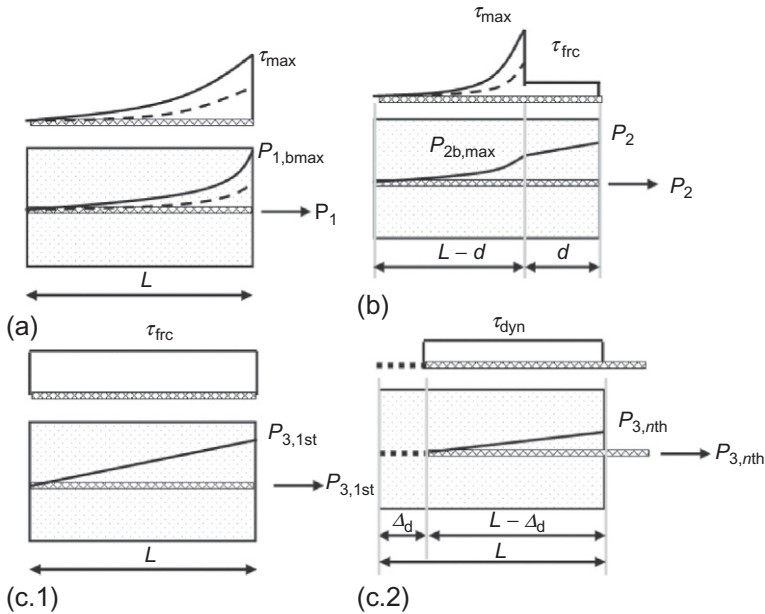 τmax
P1,bmax
P1
L
(a)
τmax
τfrc
P2b,max
P2
P2
L − d
d
(b)
τfrc
P3,1st
P3,1st
L
(c.1)
τdyn
P3,nth
P3,nth
Δd
L − Δd
L
(c.2)